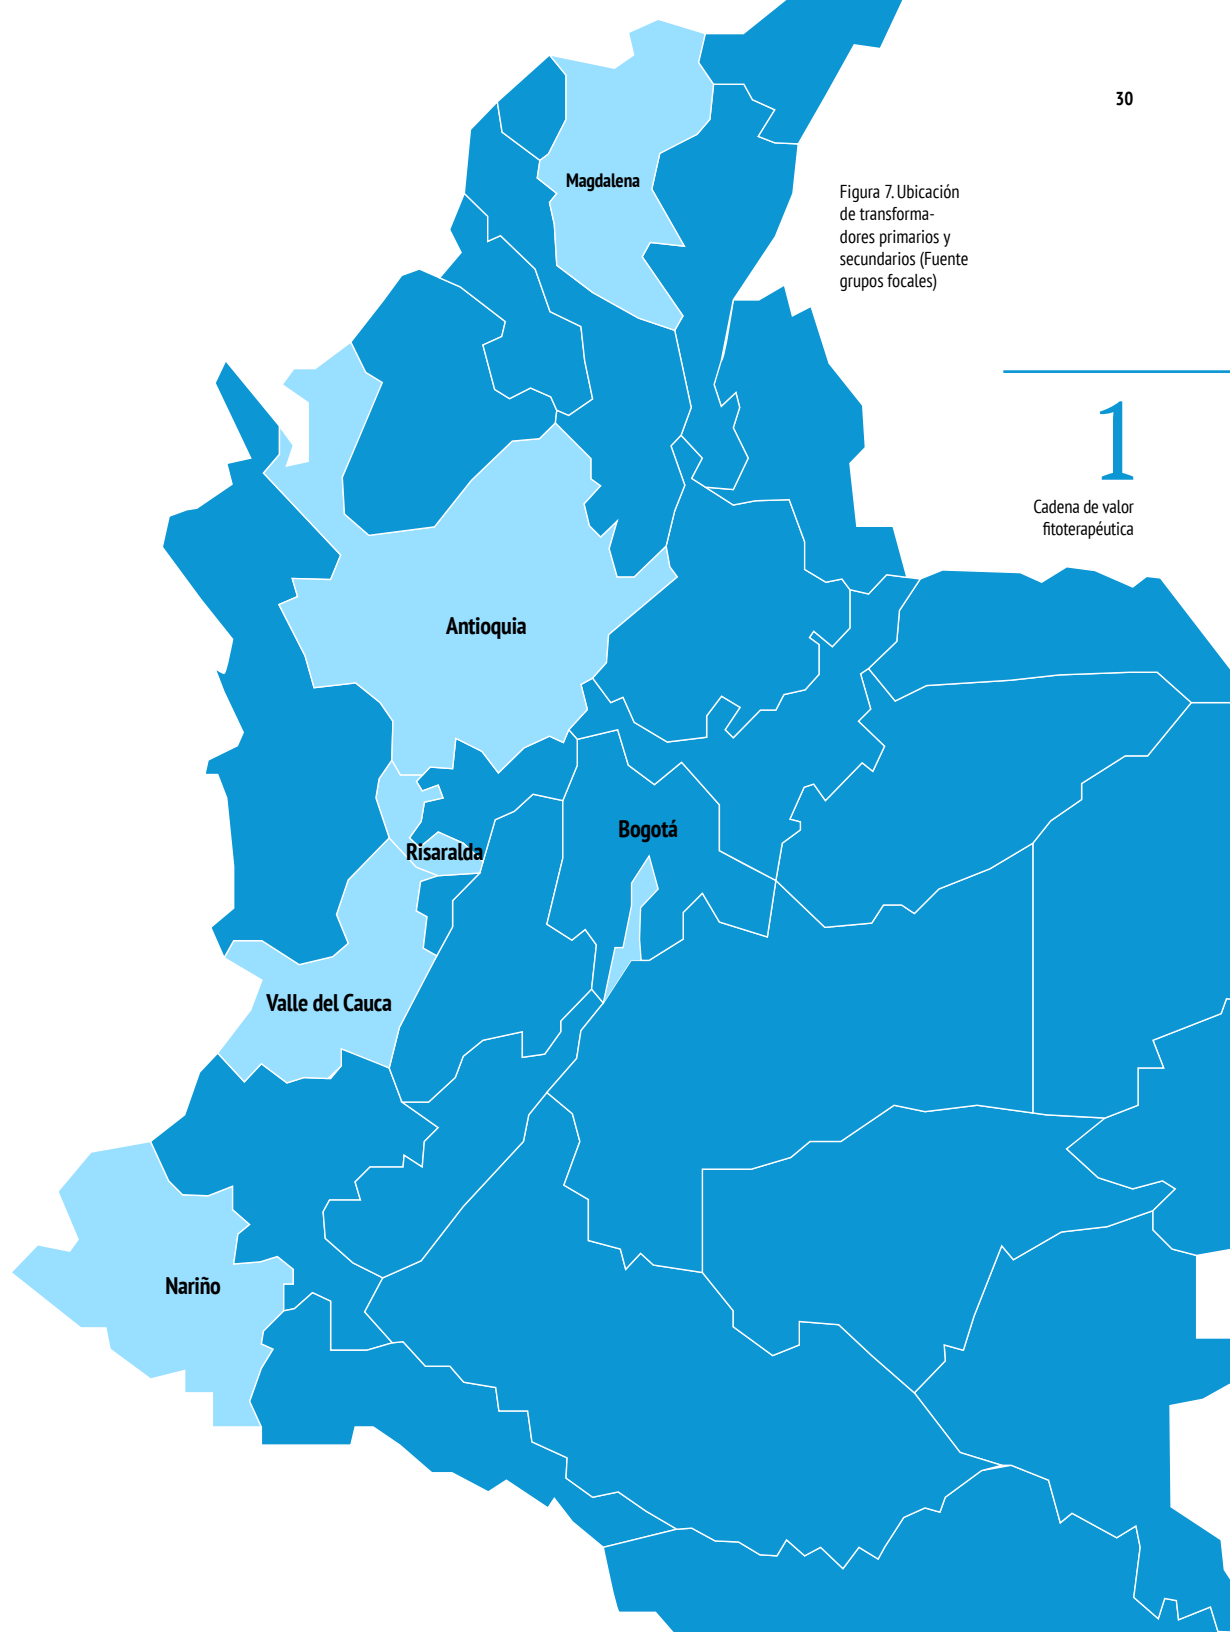 30
Magdalena
Figura 7. Ubicación
de transforma-
dores primarios y
secundarios (Fuente
grupos focales)
1
Cadena de valor
fitoterapéutica
Antioquia
Bogotá
Risaralda
Valle del Cauca
Nariño